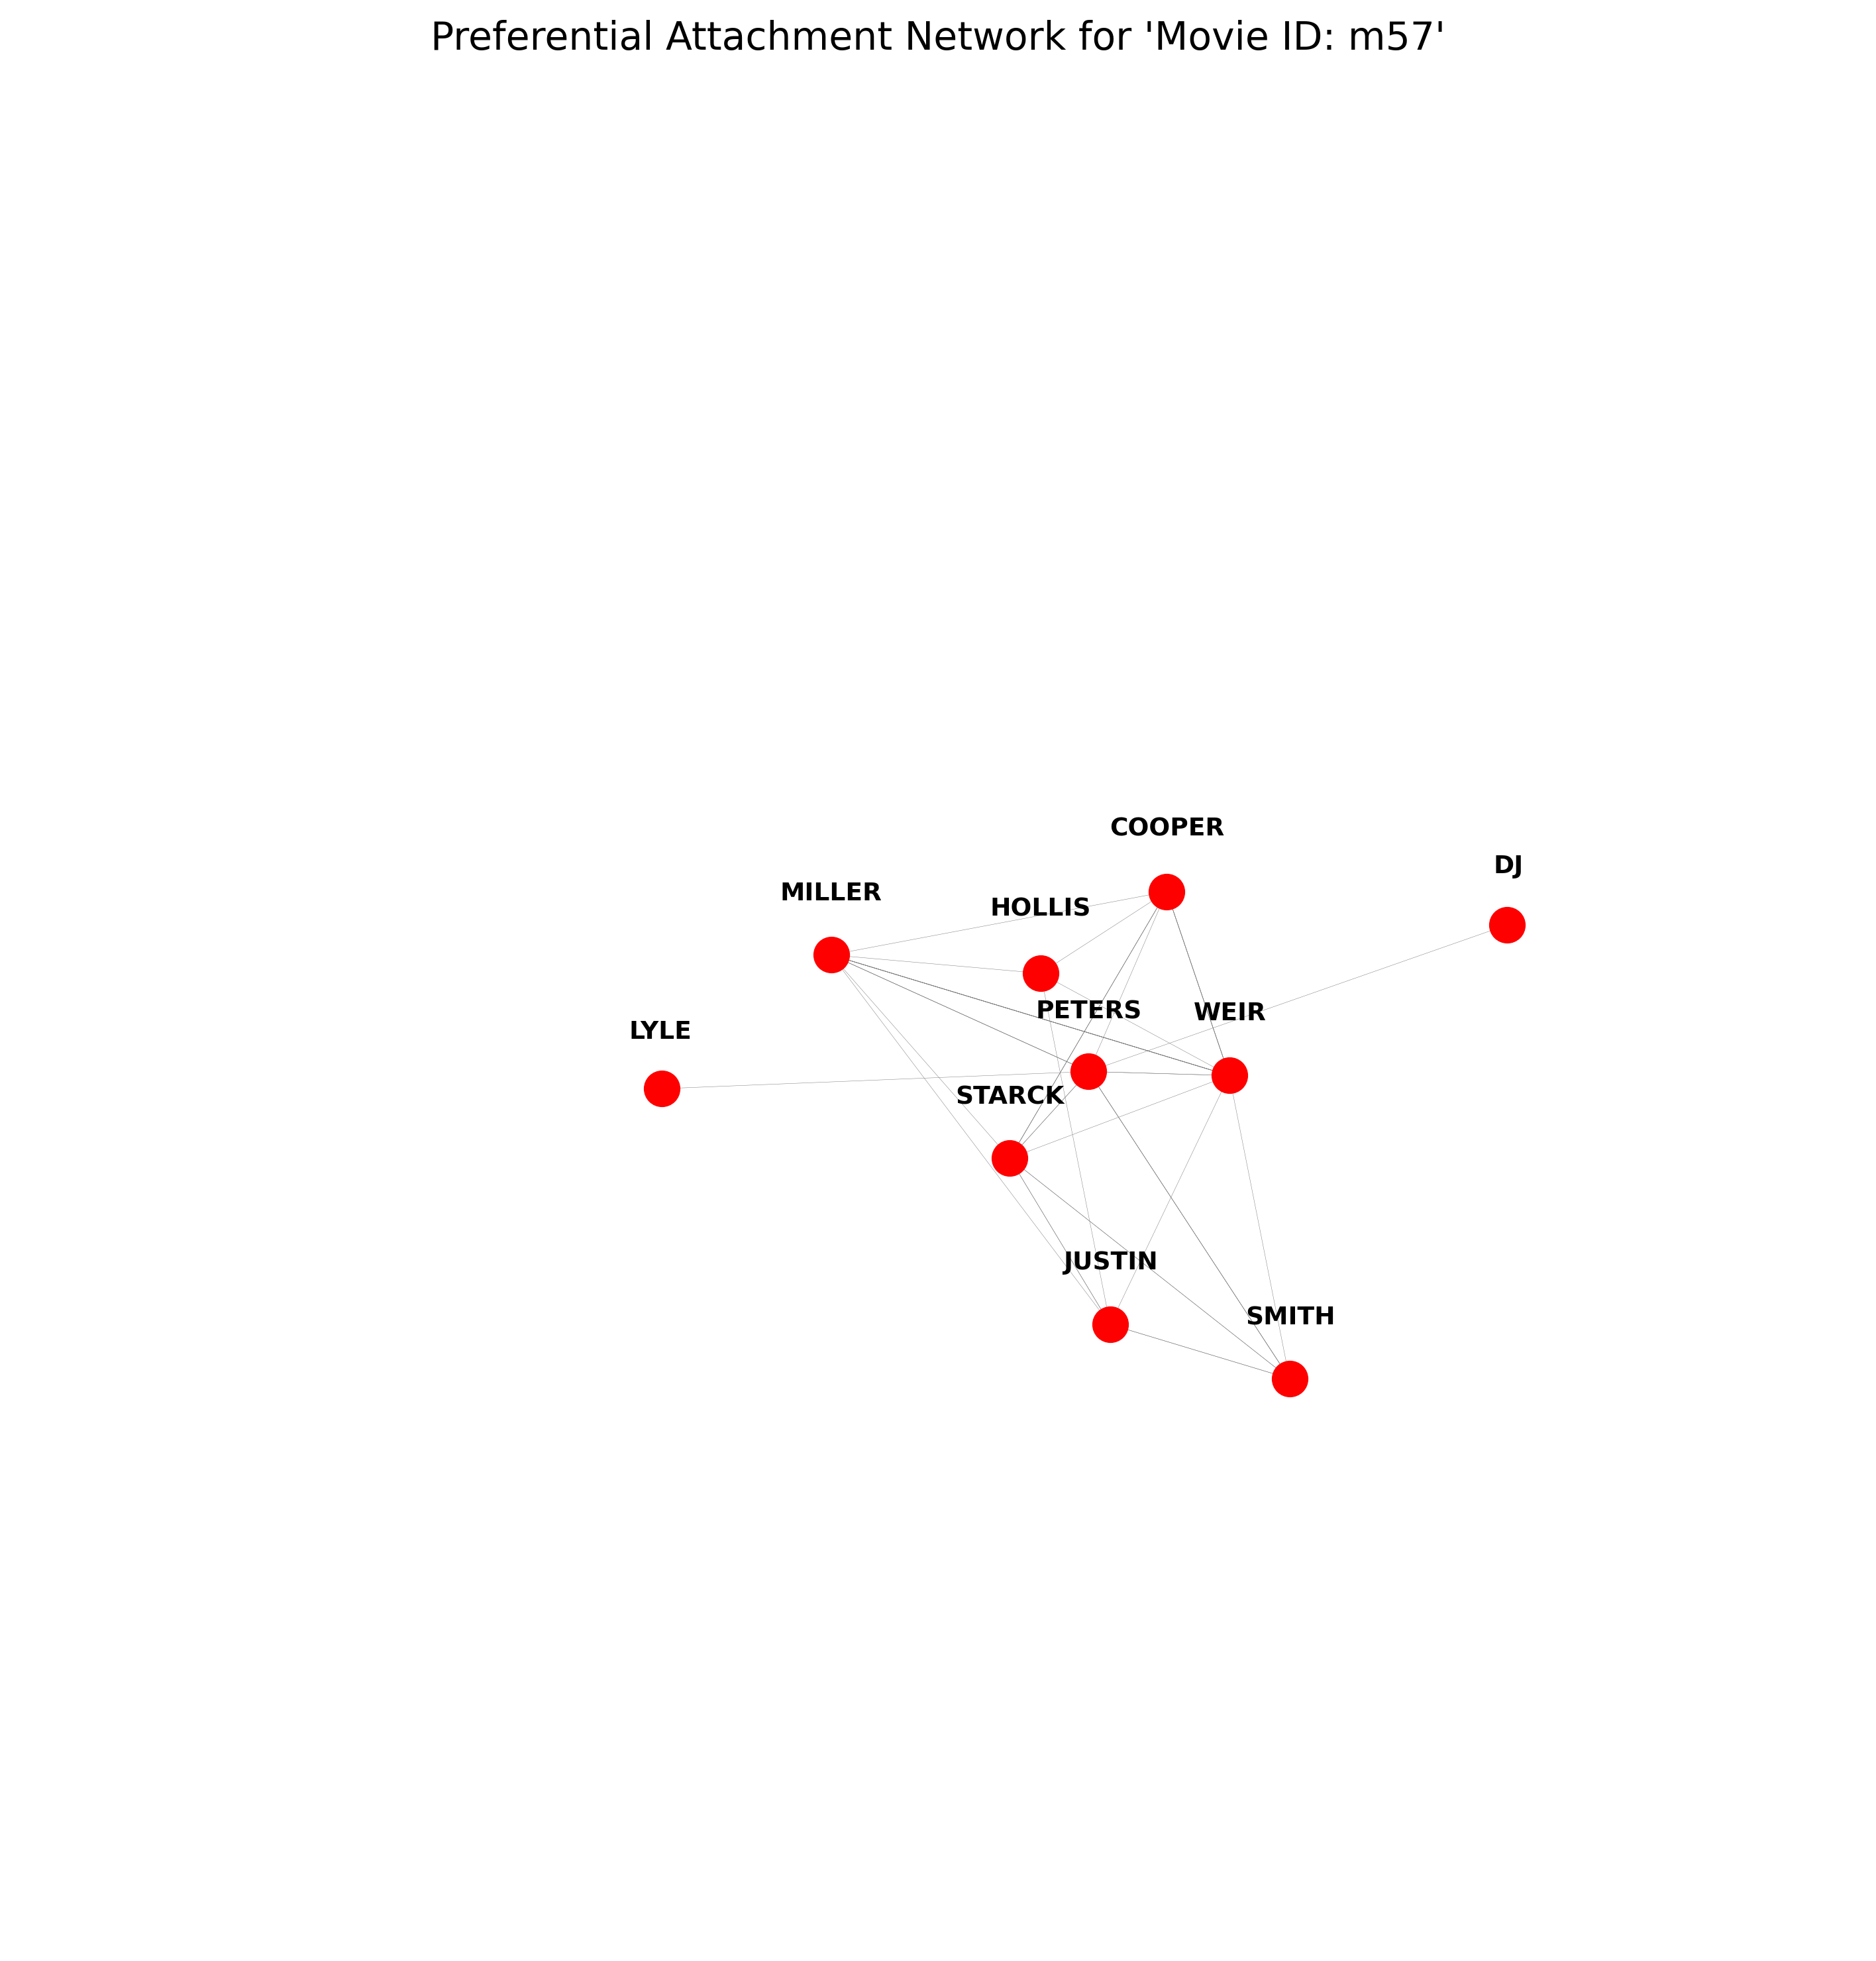 Preferential Attachment Network for 'Movie ID: m57'
COOPER
DJ
MILLER
HOLLIS
PETERS
WEIR
LYLE
STARCK
JUSTIN
SMITH